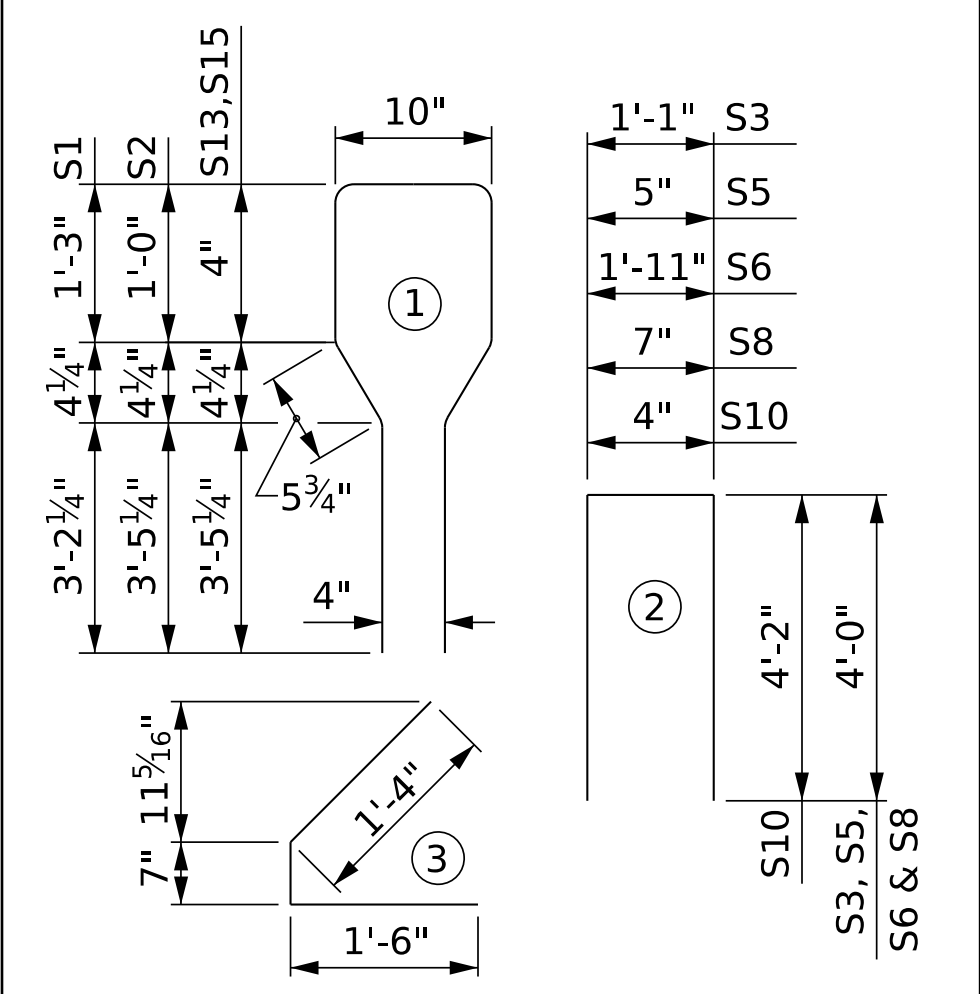 S1
S2
S13,S15
10"
1'-3"
1'-0"
4"
1
4¼"
4¼"
4¼"
5¾"
3'-2¼"
3'-5¼"
3'-5¼"
4"
1'-1" S3
5" S5
1'-11" S6
7" S8
4" S10
2
4'-2"
4'-0"
S10
S3, S5,
S6 & S8
11 5/16"
7"
1'-4"
3
1'-6"